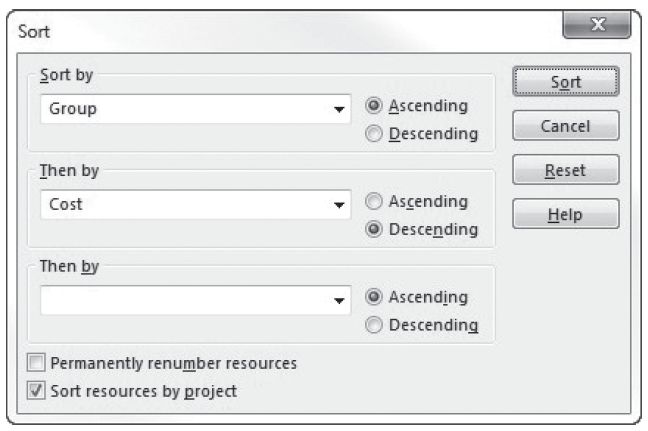 Sort
Sort by
Group
Ascending
Descending
Then by
Cost
Ascending
Descending
Then by
Ascending
Descending
Permanently renumber resources
Sort resources by project
Sort
Cancel
Reset
Help